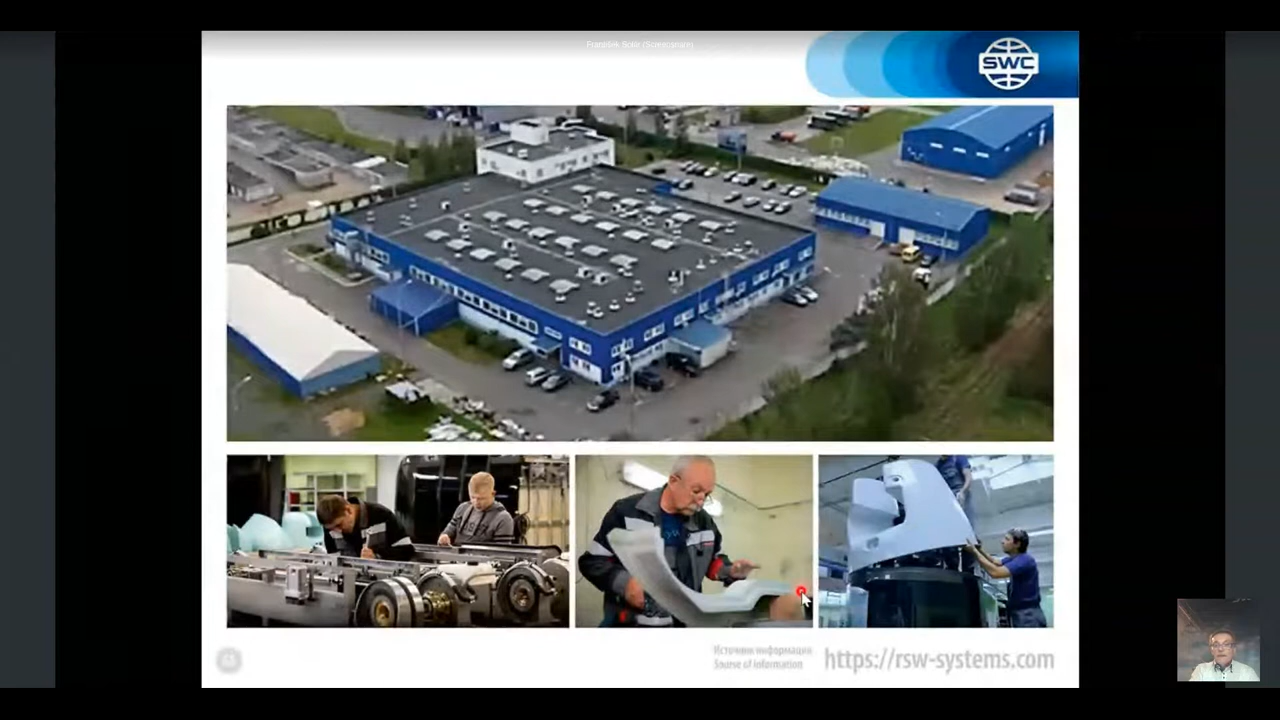 SWC
Источник информации
Source of information
https://rsw-systems.com